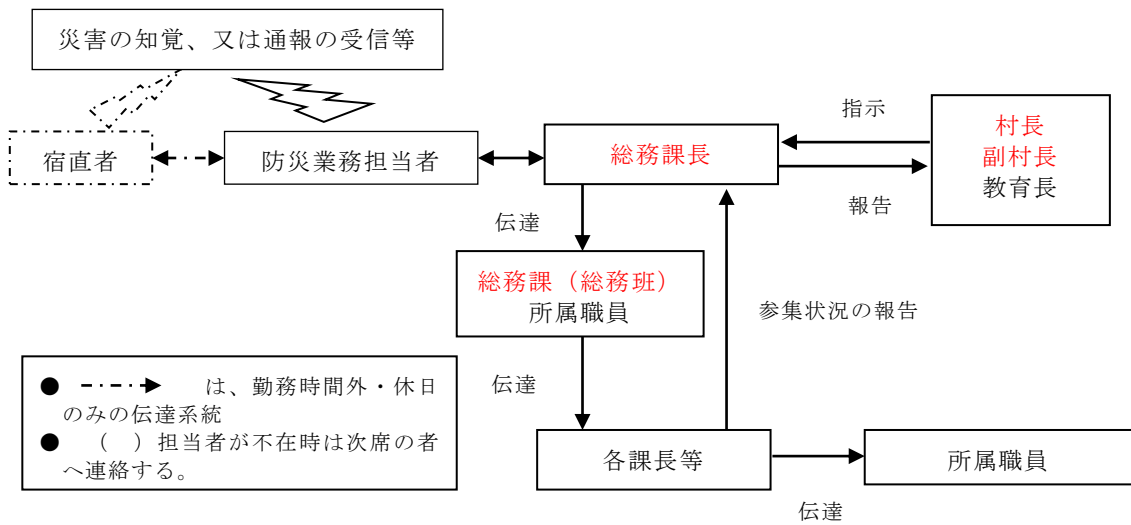 災害の知覚、又は通報の受信等
指示
村長
副村長
教育長
宿直者
防災業務担当者
総務課長
報告
伝達
総務課(総務班)
所属職員
参集状況の報告
伝達
● は、勤務時間外・休日
のみの伝達系統
● ( )担当者が不在時は次席の者
へ連絡する。
各課長等
所属職員
伝達